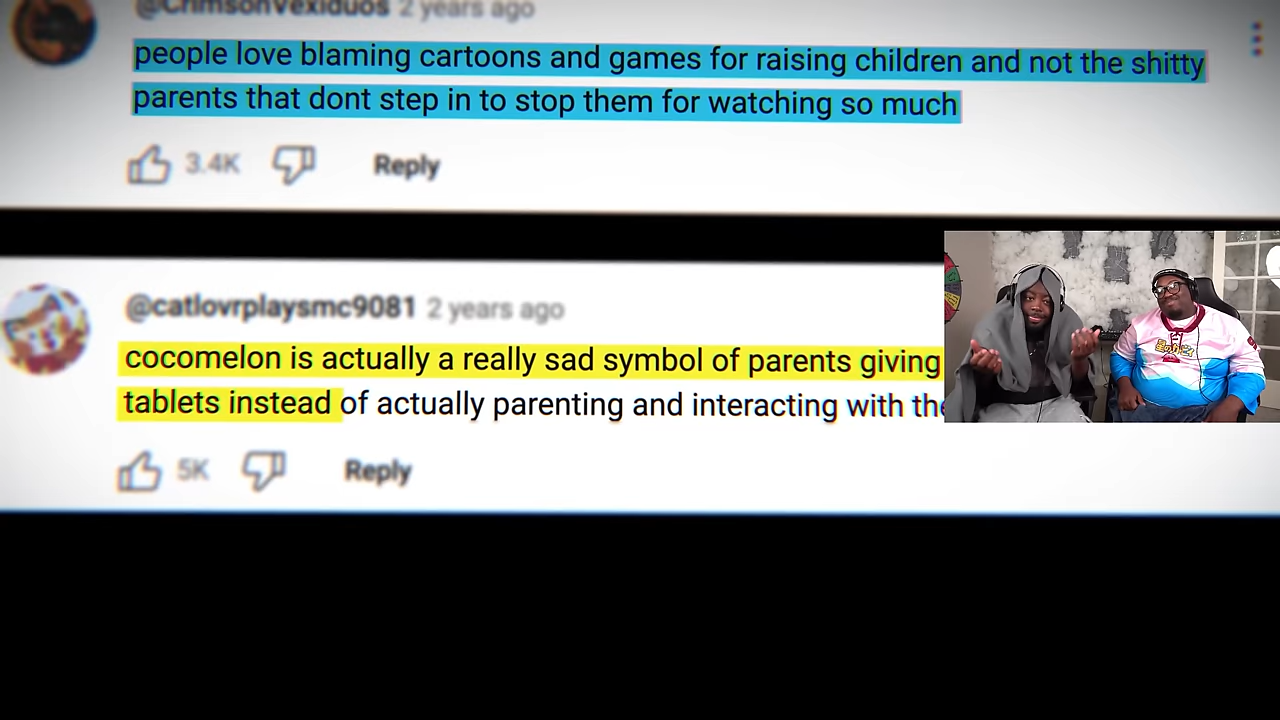 @CrimsonVexiduos 2 years ago
people love blaming cartoons and games for raising children and not the shitty
parents that dont step in to stop them for watching so much
3.4K Reply
@catlovrplaysmc9081 2 years ago
cocomelon is actually a really sad symbol of parents giving
tablets instead of actually parenting and interacting with the
5K Reply